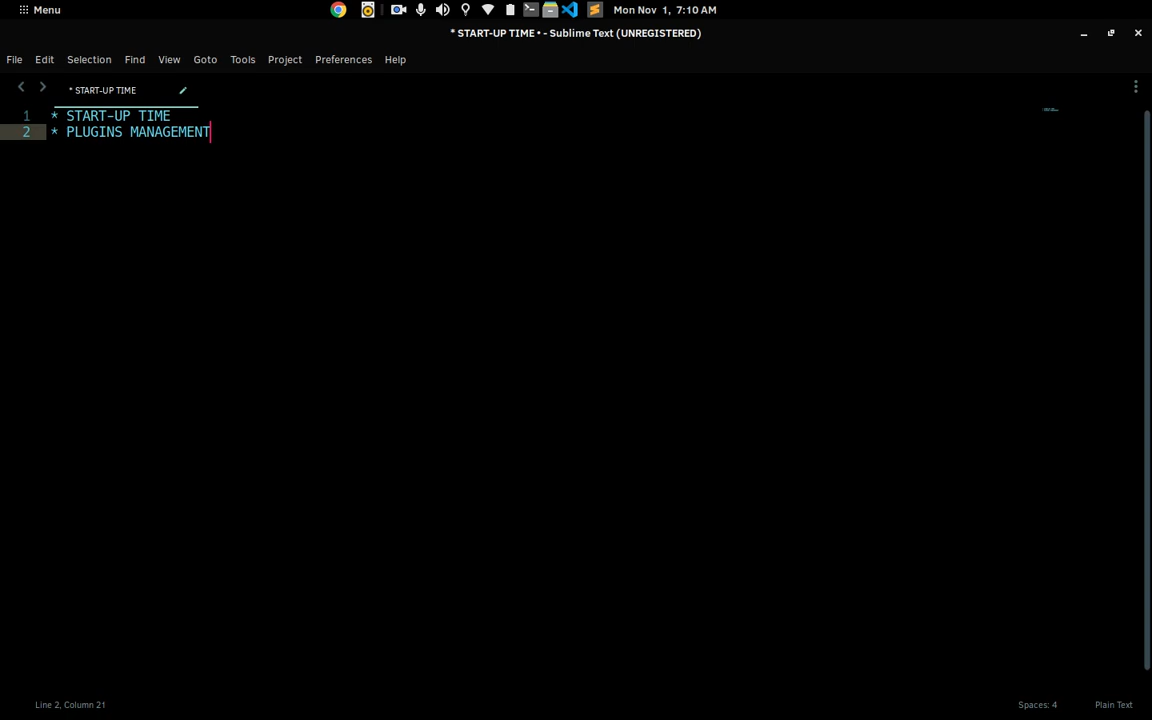 Menu
Mon Nov 1, 7:10 AM
* START-UP TIME • - Sublime Text (UNREGISTERED)
File Edit Selection Find View Goto Tools Project Preferences Help
* START-UP TIME
1 * START-UP TIME
2 * PLUGINS MANAGEMENT
Line 2, Column 21 Spaces: 4 Plain Text